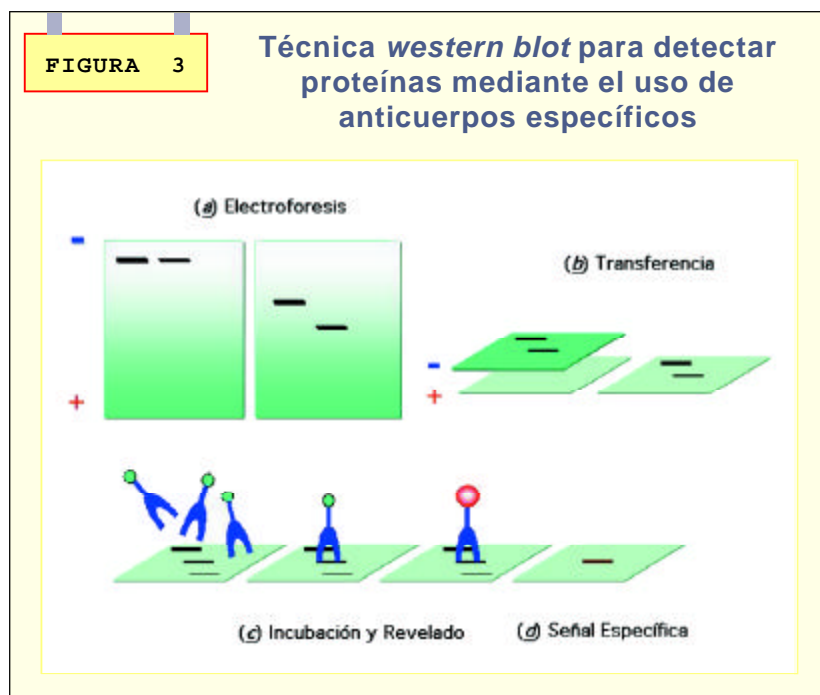 FIGURA 3
Técnica western blot para detectar
proteínas mediante el uso de
anticuerpos específicos
(a) Electroforesis
-
+
(b) Transferencia
-
+
(c) Incubación y Revelado
(d) Señal Específica